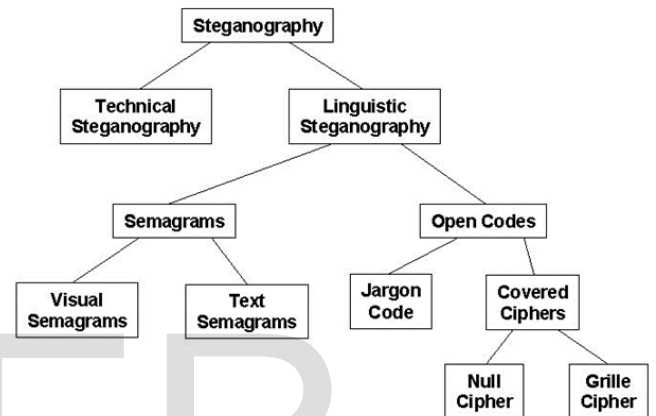 Steganography
Technical
Steganography
Linguistic
Steganography
Semagrams
Open Codes
Visual
Semagrams
Text
Semagrams
Jargon
Code
Covered
Ciphers
Null
Cipher
Grille
Cipher